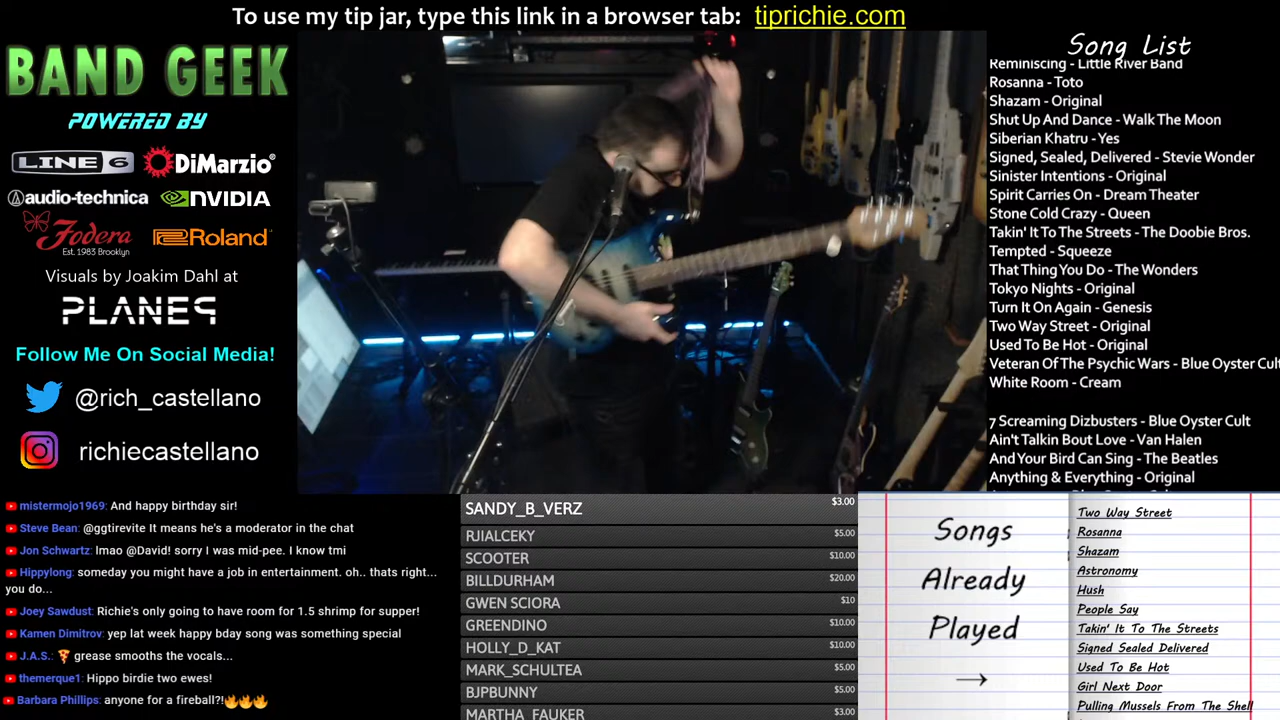 To use my tip jar, type this link in a browser tab: tiprichie.com
BAND GEEK
POWERED BY
LINE 6
DiMarzio
audio-technica
NVIDIA
Fodera
Est. 1983 Brooklyn
Roland
Visuals by Joakim Dahl at
PLANE9
Follow Me On Social Media!
@rich_castellano
richiecastellano
Song List
Reminiscing - Little River Band
Rosanna - Toto
Shazam - Original
Shut Up And Dance - Walk The Moon
Siberian Khatru - Yes
Signed, Sealed, Delivered - Stevie Wonder
Sinister Intentions - Original
Spirit Carries On - Dream Theater
Stone Cold Crazy - Queen
Takin' It To The Streets - The Doobie Bros.
Tempted - Squeeze
That Thing You Do - The Wonders
Tokyo Nights - Original
Turn It On Again - Genesis
Two Way Street - Original
Used To Be Hot - Original
Veteran Of The Psychic Wars - Blue Oyster Cult
White Room - Cream
7 Screaming Dizbusters - Blue Oyster Cult
Ain't Talkin Bout Love - Van Halen
And Your Bird Can Sing - The Beatles
Anything & Everything - Original
mistermojo1969: And happy birthday sir!
Steve Bean: @ggtirevite It means he's a moderator in the chat
Jon Schwartz: lmao @David! sorry I was mid-pee. I know tmi
Hippylong: someday you might have a job in entertainment. oh.. thats right...
you do...
Joey Sawdust: Richie's only going to have room for 1.5 shrimp for supper!
Kamen Dimitrov: yep lat week happy bday song was something special
J.A.S.: 🍕 grease smooths the vocals...
themerque1: Hippo birdie two ewes!
Barbara Phillips: anyone for a fireball?!🔥🔥🔥
SANDY_B_VERZ $3.00
RJIALCEKY $5.00
SCOOTER $10.00
BILLDURHAM $20.00
GWEN SCIORA $10
GREENDINO $10.00
HOLLY_D_KAT $10.00
MARK_SCHULTEA $5.00
BJPBUNNY $5.00
MARTHA_FAUKER $3.00
Songs
Already
Played
→
Two Way Street
Rosanna
Shazam
Astronomy
Hush
People Say
Takin' It To The Streets
Signed Sealed Delivered
Used To Be Hot
Girl Next Door
Pulling Mussels From The Shell